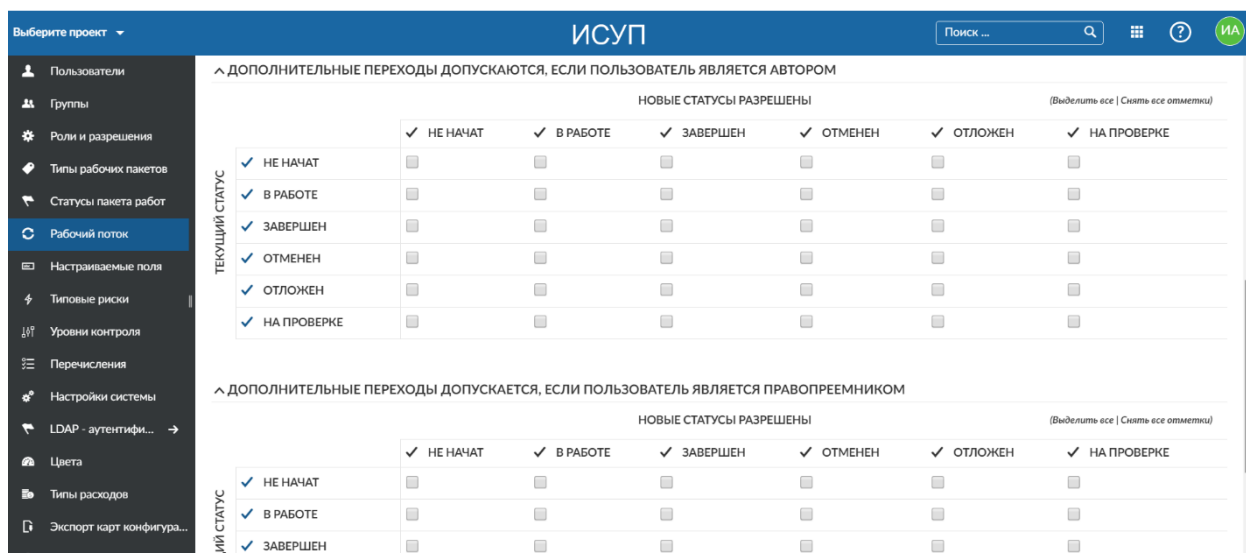 Выберите проект
ИСУП
Поиск ...
ИА
Пользователи
Группы
Роли и разрешения
Типы рабочих пакетов
Статусы пакета работ
Рабочий поток
Настраиваемые поля
Типовые риски
Уровни контроля
Перечисления
Настройки системы
LDAP - аутентифи...
Цвета
Типы расходов
Экспорт карт конфигура...
ДОПОЛНИТЕЛЬНЫЕ ПЕРЕХОДЫ ДОПУСКАЮТСЯ, ЕСЛИ ПОЛЬЗОВАТЕЛЬ ЯВЛЯЕТСЯ АВТОРОМ
НОВЫЕ СТАТУСЫ РАЗРЕШЕНЫ (Выделить все | Снять все отметки)
НЕ НАЧАТ В РАБОТЕ ЗАВЕРШЕН ОТМЕНЕН ОТЛОЖЕН НА ПРОВЕРКЕ
ТЕКУЩИЙ СТАТУС
НЕ НАЧАТ
В РАБОТЕ
ЗАВЕРШЕН
ОТМЕНЕН
ОТЛОЖЕН
НА ПРОВЕРКЕ
ДОПОЛНИТЕЛЬНЫЕ ПЕРЕХОДЫ ДОПУСКАЕТСЯ, ЕСЛИ ПОЛЬЗОВАТЕЛЬ ЯВЛЯЕТСЯ ПРАВОПРЕЕМНИКОМ
НОВЫЕ СТАТУСЫ РАЗРЕШЕНЫ (Выделить все | Снять все отметки)
НЕ НАЧАТ В РАБОТЕ ЗАВЕРШЕН ОТМЕНЕН ОТЛОЖЕН НА ПРОВЕРКЕ
СТАТУС
НЕ НАЧАТ
В РАБОТЕ
ЗАВЕРШЕН